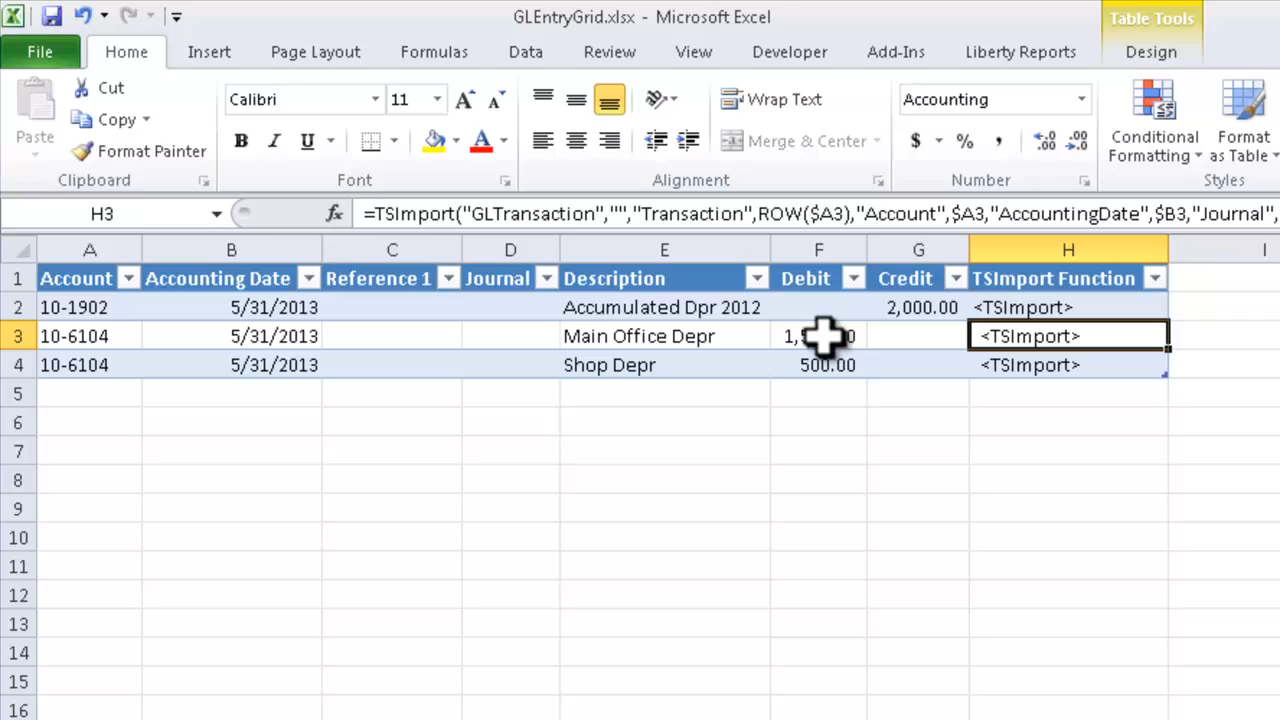 GLEntryGrid.xlsx - Microsoft Excel
Table Tools
File Home Insert Page Layout Formulas Data Review View Developer Add-Ins Liberty Reports Design
Paste
Cut
Copy
Format Painter
Clipboard
Calibri 11
B I U A
Font
Wrap Text
Merge & Center
Alignment
Accounting
$ % ,
Number
Conditional Formatting
Format as Table
Styles
H3 fx =TSImport("GLTransaction","","Transaction",ROW($A3),"Account",$A3,"AccountingDate",$B3,"Journal",
A B C D E F G H I
1 Account Accounting Date Reference 1 Journal Description Debit Credit TSImport Function
2 10-1902 5/31/2013 Accumulated Dpr 2012 2,000.00 <TSImport>
3 10-6104 5/31/2013 Main Office Depr <TSImport>
4 10-6104 5/31/2013 Shop Depr 500.00 <TSImport>
5
6
7
8
9
10
11
12
13
14
15
16